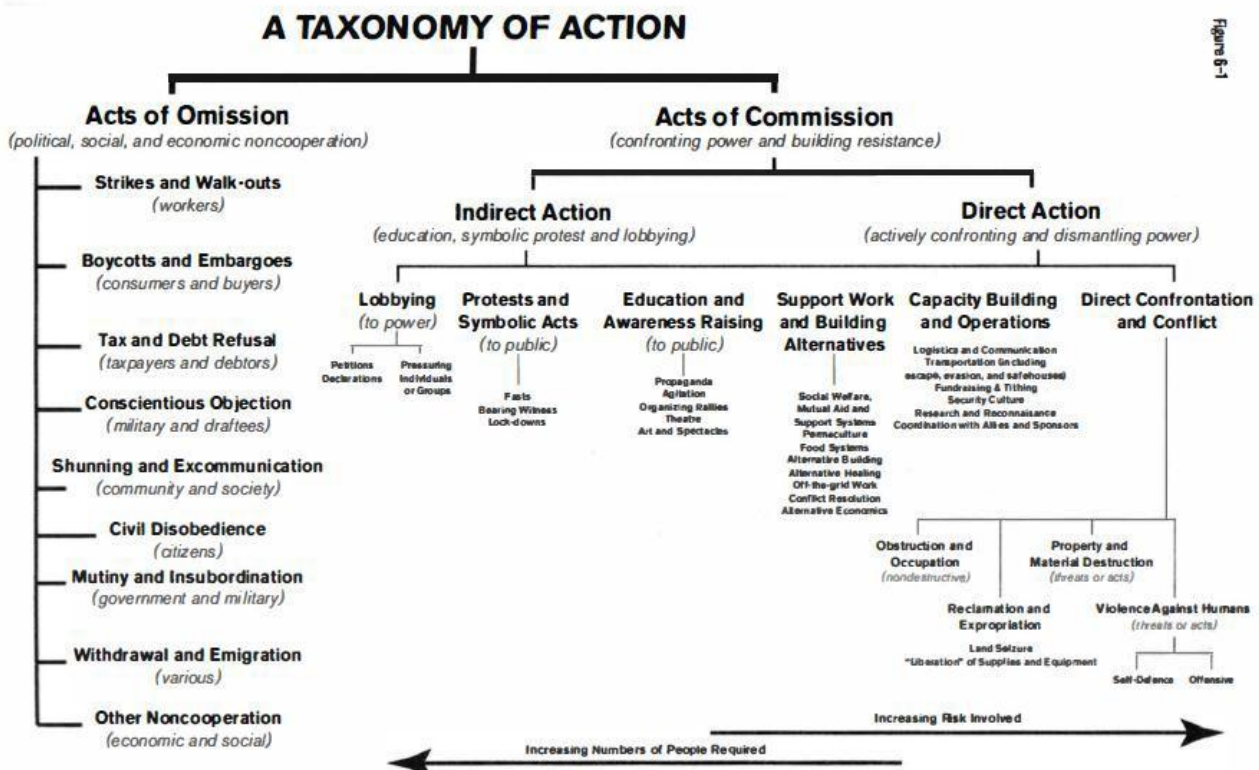 A TAXONOMY OF ACTION
Figure 6-1
Acts of Omission
(political, social, and economic noncooperation)
Strikes and Walk-outs
(workers)
Boycotts and Embargoes
(consumers and buyers)
Tax and Debt Refusal
(taxpayers and debtors)
Conscientious Objection
(military and draftees)
Shunning and Excommunication
(community and society)
Civil Disobedience
(citizens)
Mutiny and Insubordination
(government and military)
Withdrawal and Emigration
(various)
Other Noncooperation
(economic and social)
Acts of Commission
(confronting power and building resistance)
Indirect Action
(education, symbolic protest and lobbying)
Direct Action
(actively confronting and dismantling power)
Lobbying
(to power)
Petitions
Declarations
Pressuring
Individuals
or Groups
Protests and
Symbolic Acts
(to public)
Fasts
Bearing Witness
Lock-downs
Education and
Awareness Raising
(to public)
Propaganda
Agitation
Organizing Rallies
Theatre
Art and Spectacles
Support Work
and Building
Alternatives
Social Welfare,
Mutual Aid and
Support Systems
Permaculture
Food Systems
Alternative Building
Alternative Healing
Off-the-grid Work
Conflict Resolution
Alternative Economics
Capacity Building
and Operations
Logistics and Communication
Transportation (including
escape, evasion, and safehouses)
Fundraising & Tithing
Security Culture
Research and Reconnaisance
Coordination with Allies and Sponsors
Direct Confrontation
and Conflict
Obstruction and
Occupation
(nondestructive)
Reclamation and
Expropriation
Land Seizure
"Liberation" of Supplies and Equipment
Property and
Material Destruction
(threats or acts)
Violence Against Humans
(threats or acts)
Self-Defence
Offensive
Increasing Risk Involved
Increasing Numbers of People Required